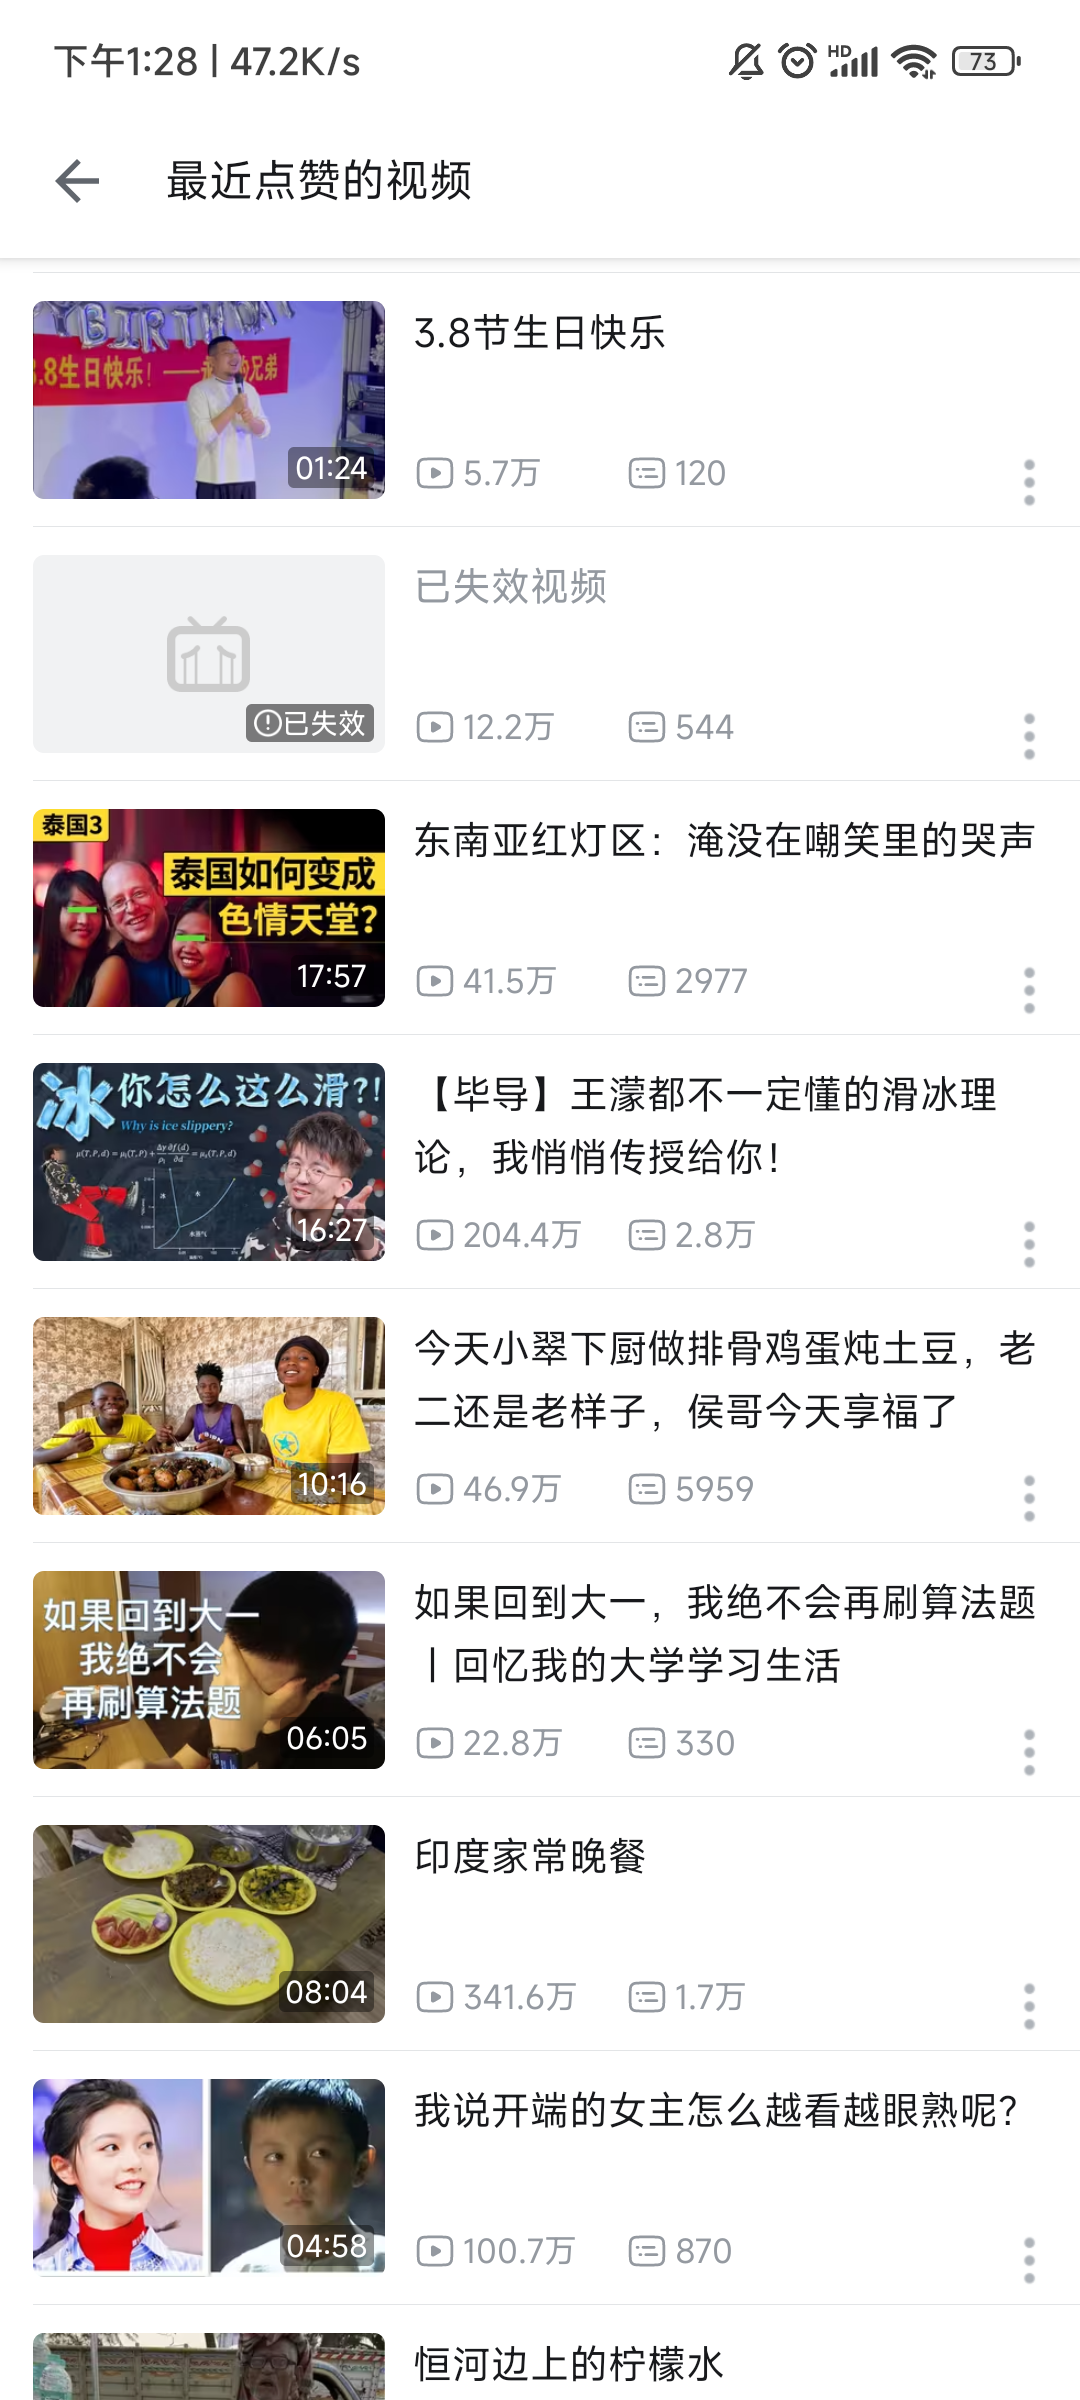 下午1:28 | 47.2K/s
HD
73
最近点赞的视频
3.8生日快乐！——
的兄弟
01:24
3.8节生日快乐
5.7万
120
已失效
已失效视频
12.2万
544
泰国3
泰国如何变成
色情天堂?
17:57
东南亚红灯区：淹没在嘲笑里的哭声
41.5万
2977
冰你怎么这么滑?!
Why is ice slippery?
16:27
【毕导】王濛都不一定懂的滑冰理
论，我悄悄传授给你！
204.4万
2.8万
10:16
今天小翠下厨做排骨鸡蛋炖土豆，老
二还是老样子，侯哥今天享福了
46.9万
5959
如果回到大一
我绝不会
再刷算法题
06:05
如果回到大一，我绝不会再刷算法题
丨回忆我的大学学习生活
22.8万
330
08:04
印度家常晚餐
341.6万
1.7万
04:58
我说开端的女主怎么越看越眼熟呢?
100.7万
870
恒河边上的柠檬水